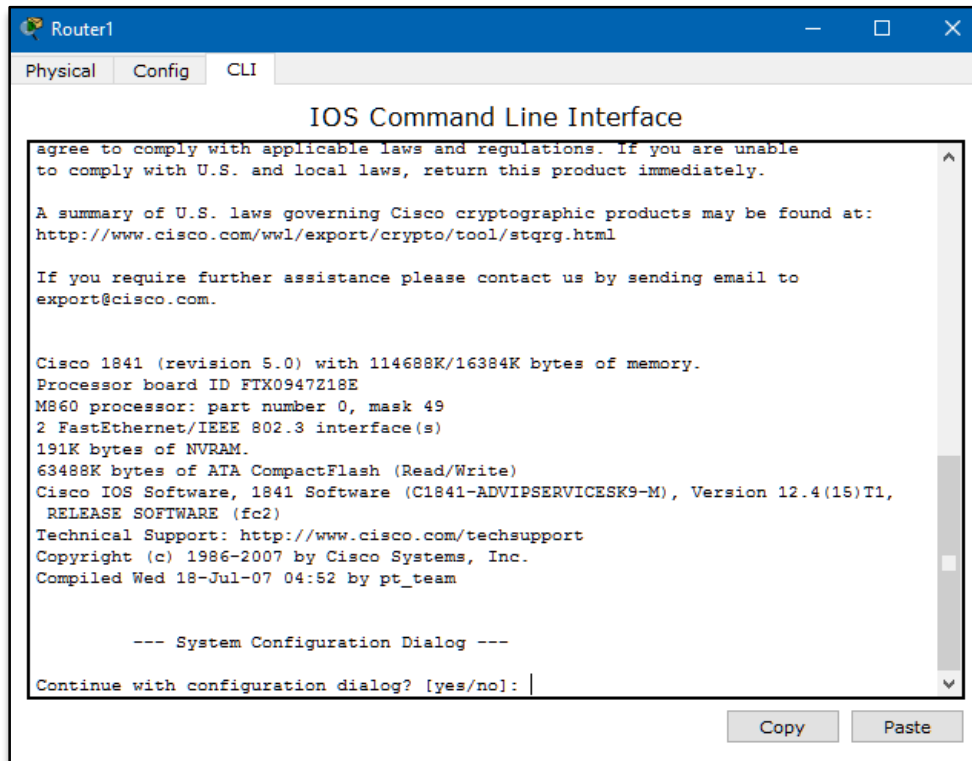 Router1
Physical Config CLI
IOS Command Line Interface
agree to comply with applicable laws and regulations. If you are unable
to comply with U.S. and local laws, return this product immediately.
A summary of U.S. laws governing Cisco cryptographic products may be found at:
http://www.cisco.com/wwl/export/crypto/tool/stqrg.html
If you require further assistance please contact us by sending email to
export@cisco.com.
Cisco 1841 (revision 5.0) with 114688K/16384K bytes of memory.
Processor board ID FTX0947Z18E
M860 processor: part number 0, mask 49
2 FastEthernet/IEEE 802.3 interface(s)
191K bytes of NVRAM.
63488K bytes of ATA CompactFlash (Read/Write)
Cisco IOS Software, 1841 Software (C1841-ADVIPSERVICESK9-M), Version 12.4(15)T1,
RELEASE SOFTWARE (fc2)
Technical Support: http://www.cisco.com/techsupport
Copyright (c) 1986-2007 by Cisco Systems, Inc.
Compiled Wed 18-Jul-07 04:52 by pt_team
--- System Configuration Dialog ---
Continue with configuration dialog? [yes/no]:
Copy Paste